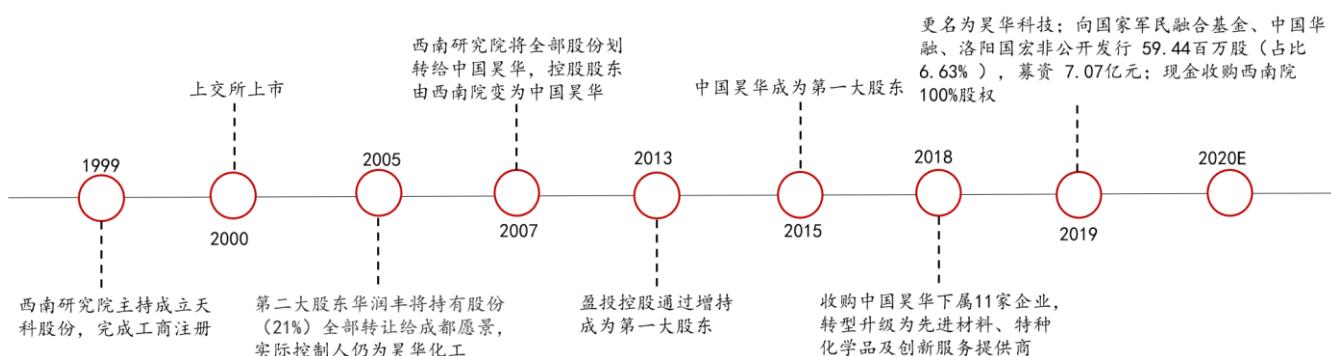 更名为昊华科技；向国家军民融合基金、中国华
融、洛阳国宏非公开发行 59.44百万股（占比
6.63% ），募资 7.07亿元；现金收购西南院
100%股权
西南研究院将全部股份划
转给中国昊华，控股股东
由西南院变为中国昊华
上交所上市
中国昊华成为第一大股东
1999
2005
2013
2018
2020E
2000
2007
2015
2019
西南研究院主持成立天
科股份，完成工商注册
第二大股东华润丰将持有股份
（21%）全部转让给成都愿景，
实际控制人仍为昊华化工
盈投控股通过增持
成为第一大股东
收购中国昊华下属11家企业，
转型升级为先进材料、特种
化学品及创新服务提供商